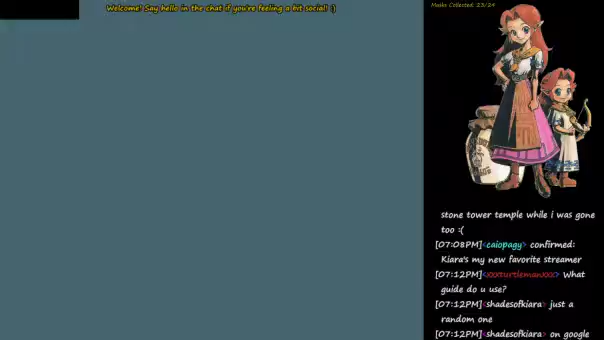 Welcome! Say hello in the chat if you're feeling a bit social! :)
Masks Collected: 23/24
stone tower temple while i was gone
too :(
[07:08PM]<caiopagy> confirmed:
Kiara's my new favorite streamer
[07:12PM]<xxxturtlemanxxx> What
guide do u use?
[07:12PM]<shadesofkiara> just a
random one
[07:12PM]<shadesofkiara> on google